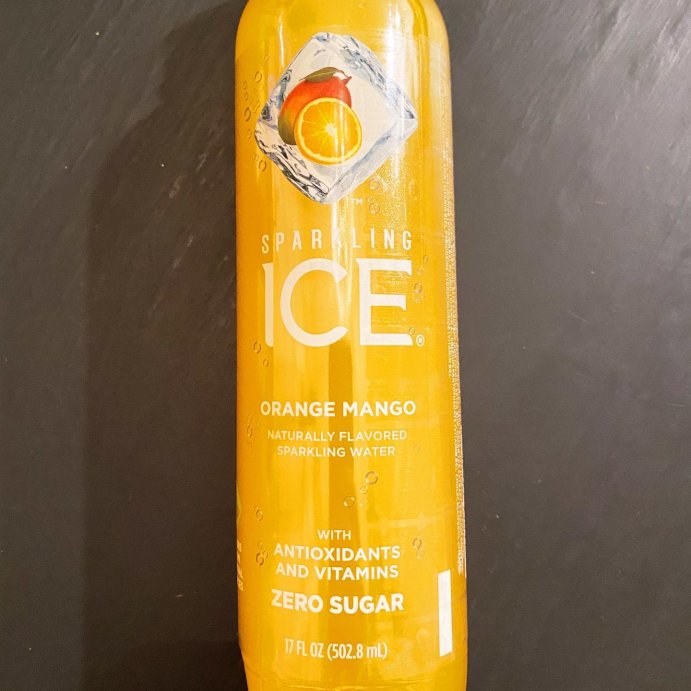 ™
SPARKLING
ICE®
ORANGE MANGO
NATURALLY FLAVORED
SPARKLING WATER
WITH
ANTIOXIDANTS
AND VITAMINS
ZERO SUGAR
17 FL OZ (502.8 mL)